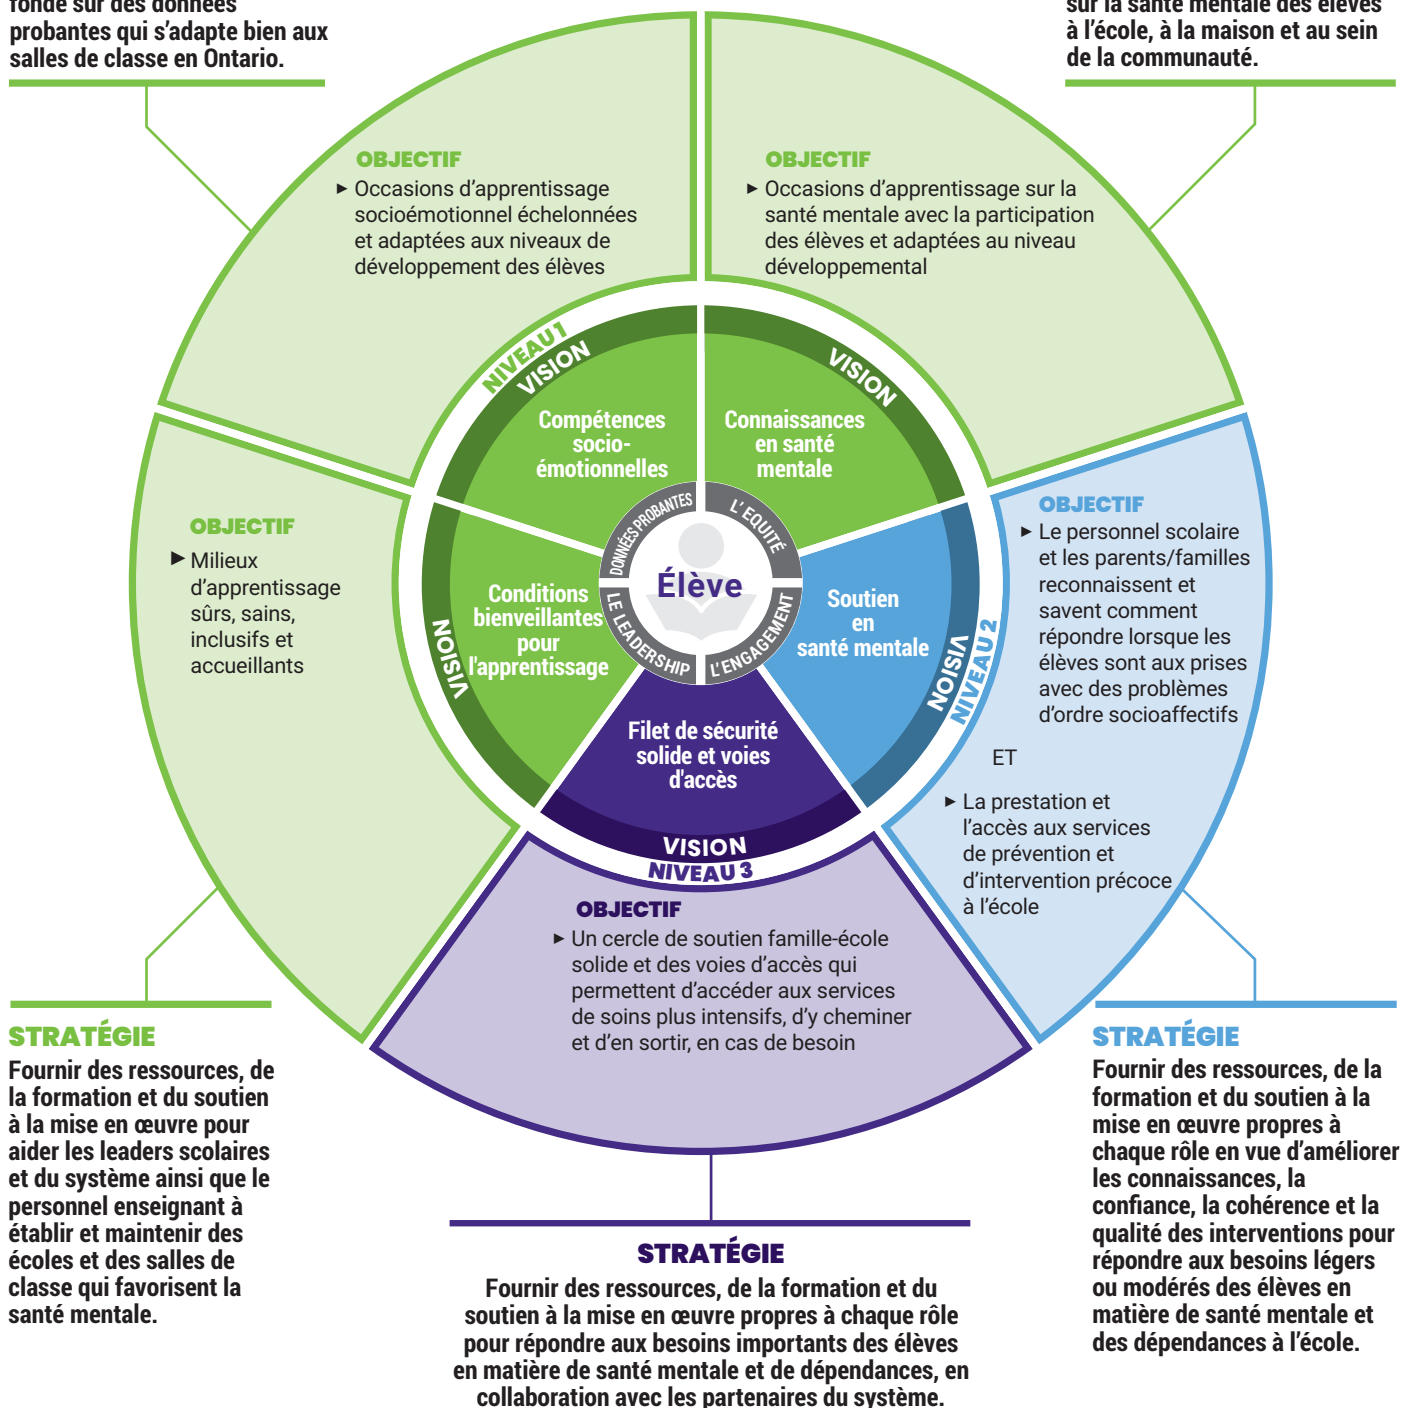 fondé sur des données
probantes qui s’adapte bien aux
salles de classe en Ontario.
sur la santé mentale des élèves
à l’école, à la maison et au sein
de la communauté.
OBJECTIF
► Occasions d’apprentissage
socioémotionnel échelonnées
et adaptées aux niveaux de
développement des élèves
OBJECTIF
► Occasions d’apprentissage sur la
santé mentale avec la participation
des élèves et adaptées au niveau
développemental
NIVEAU 1
VISION
VISION
Compétences
socio-
émotionnelles
Connaissances
en santé
mentale
DONNÉES PROBANTES
L’EQUITÉ
Élève
LE LEADERSHIP
L’ENGAGEMENT
OBJECTIF
► Milieux
d’apprentissage
sûrs, sains,
inclusifs et
accueillants
VISION
Conditions
bienveillantes
pour
l'apprentissage
Soutien
en
santé mentale
VISION
NIVEAU 2
OBJECTIF
► Le personnel scolaire
et les parents/familles
reconnaissent et
savent comment
répondre lorsque les
élèves sont aux prises
avec des problèmes
d’ordre socioaffectifs
ET
► La prestation et
l’accès aux services
de prévention et
d’intervention précoce
à l’école
Filet de sécurité
solide et voies
d'accès
VISION
NIVEAU 3
OBJECTIF
► Un cercle de soutien famille-école
solide et des voies d’accès qui
permettent d’accéder aux services
de soins plus intensifs, d’y cheminer
et d’en sortir, en cas de besoin
STRATÉGIE
Fournir des ressources, de
la formation et du soutien
à la mise en œuvre pour
aider les leaders scolaires
et du système ainsi que le
personnel enseignant à
établir et maintenir des
écoles et des salles de
classe qui favorisent la
santé mentale.
STRATÉGIE
Fournir des ressources, de la formation et du
soutien à la mise en œuvre propres à chaque rôle
pour répondre aux besoins importants des élèves
en matière de santé mentale et de dépendances, en
collaboration avec les partenaires du système.
STRATÉGIE
Fournir des ressources, de la
formation et du soutien à la
mise en œuvre propres à
chaque rôle en vue d’améliorer
les connaissances, la
confiance, la cohérence et la
qualité des interventions pour
répondre aux besoins légers
ou modérés des élèves en
matière de santé mentale et
des dépendances à l’école.